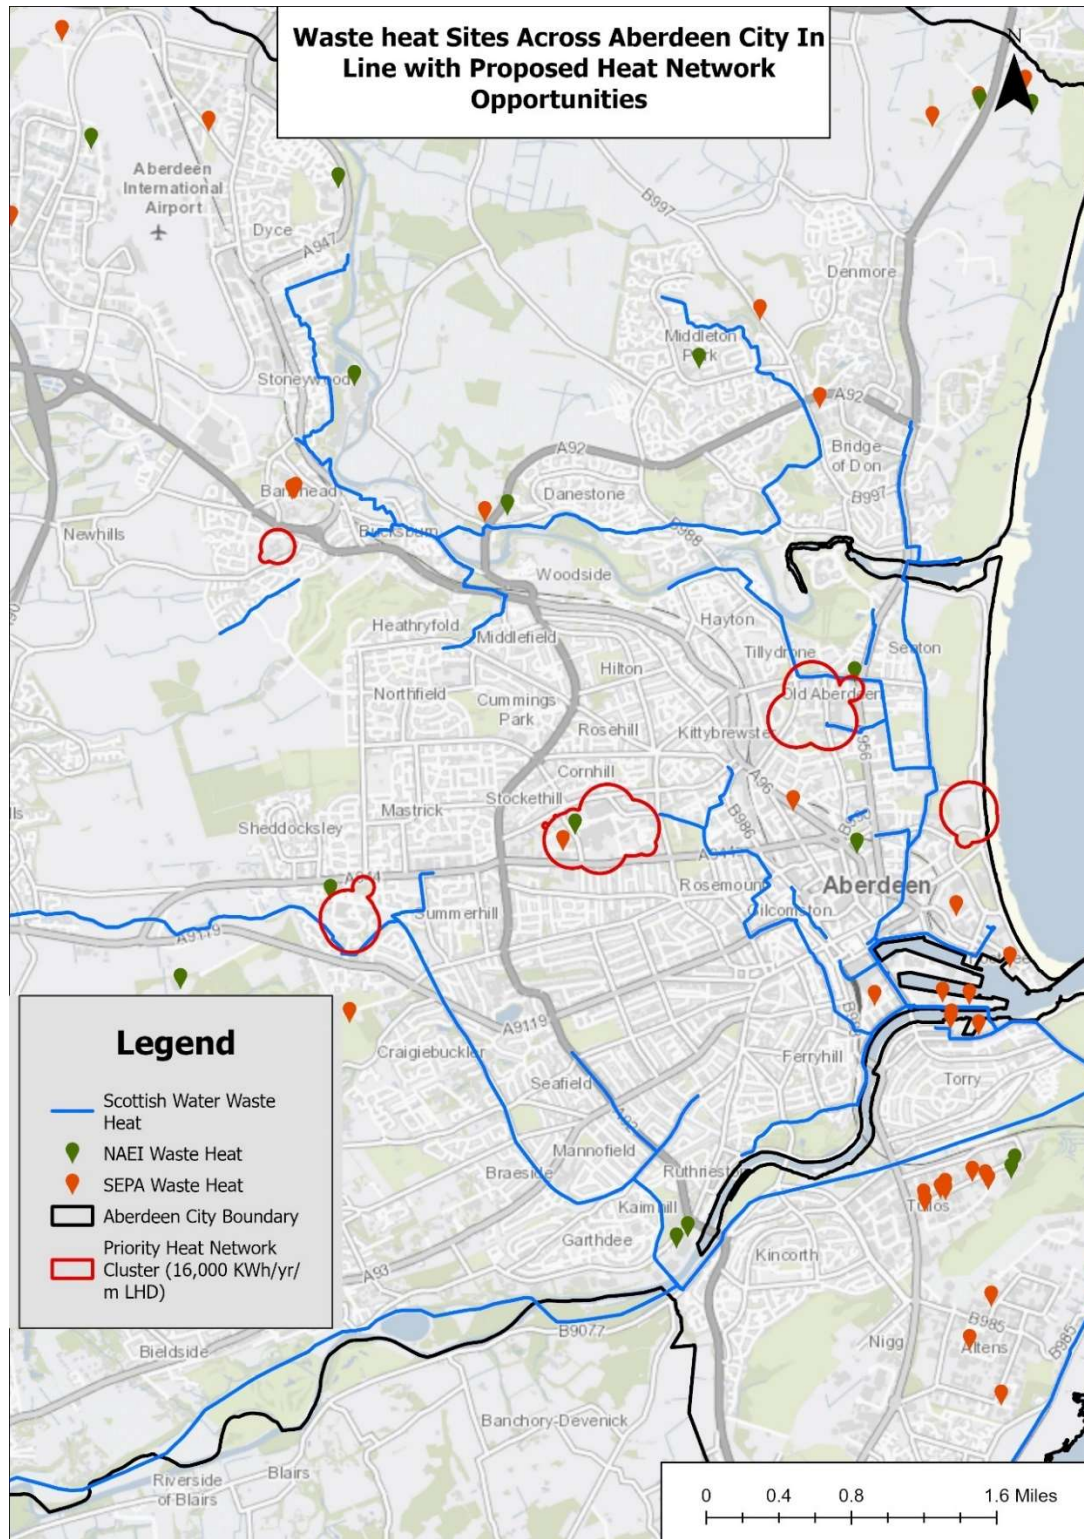 Waste heat Sites Across Aberdeen City In
Line with Proposed Heat Network
Opportunities
N
Aberdeen
International
Airport
Dyce
A947
B997
Denmore
Middleton
Park
Stoneywood
A92
A92
Bridge
of Don
Danestone
B997
Bucksburn
Newhills
B988
Woodside
Heathryfold
Middlefield
Hayton
Tillydrone
Seaton
Hilton
Northfield
Cummings
Park
Old Aberdeen
Rosehill
Kittybrewster
Cornhill
A96
Stockethill
Mastrick
B986
Sheddocksley
A944
Rosemount
Aberdeen
Summerhill
Gilcomston
A9119
A9119
Craigiebuckler
Ferryhill
Seafield
Torry
Mannofield
Braeside
Ruthrieston
Kaimhill
Tullos
Garthdee
Kincorth
A93
B9077
B985
Nigg
Altens
B985
Bieldside
Banchory-Devenick
Riverside
of Blairs
Blairs
Legend
Scottish Water Waste
Heat
NAEI Waste Heat
SEPA Waste Heat
Aberdeen City Boundary
Priority Heat Network
Cluster (16,000 KWh/yr/
m LHD)
0 0.4 0.8 1.6 Miles